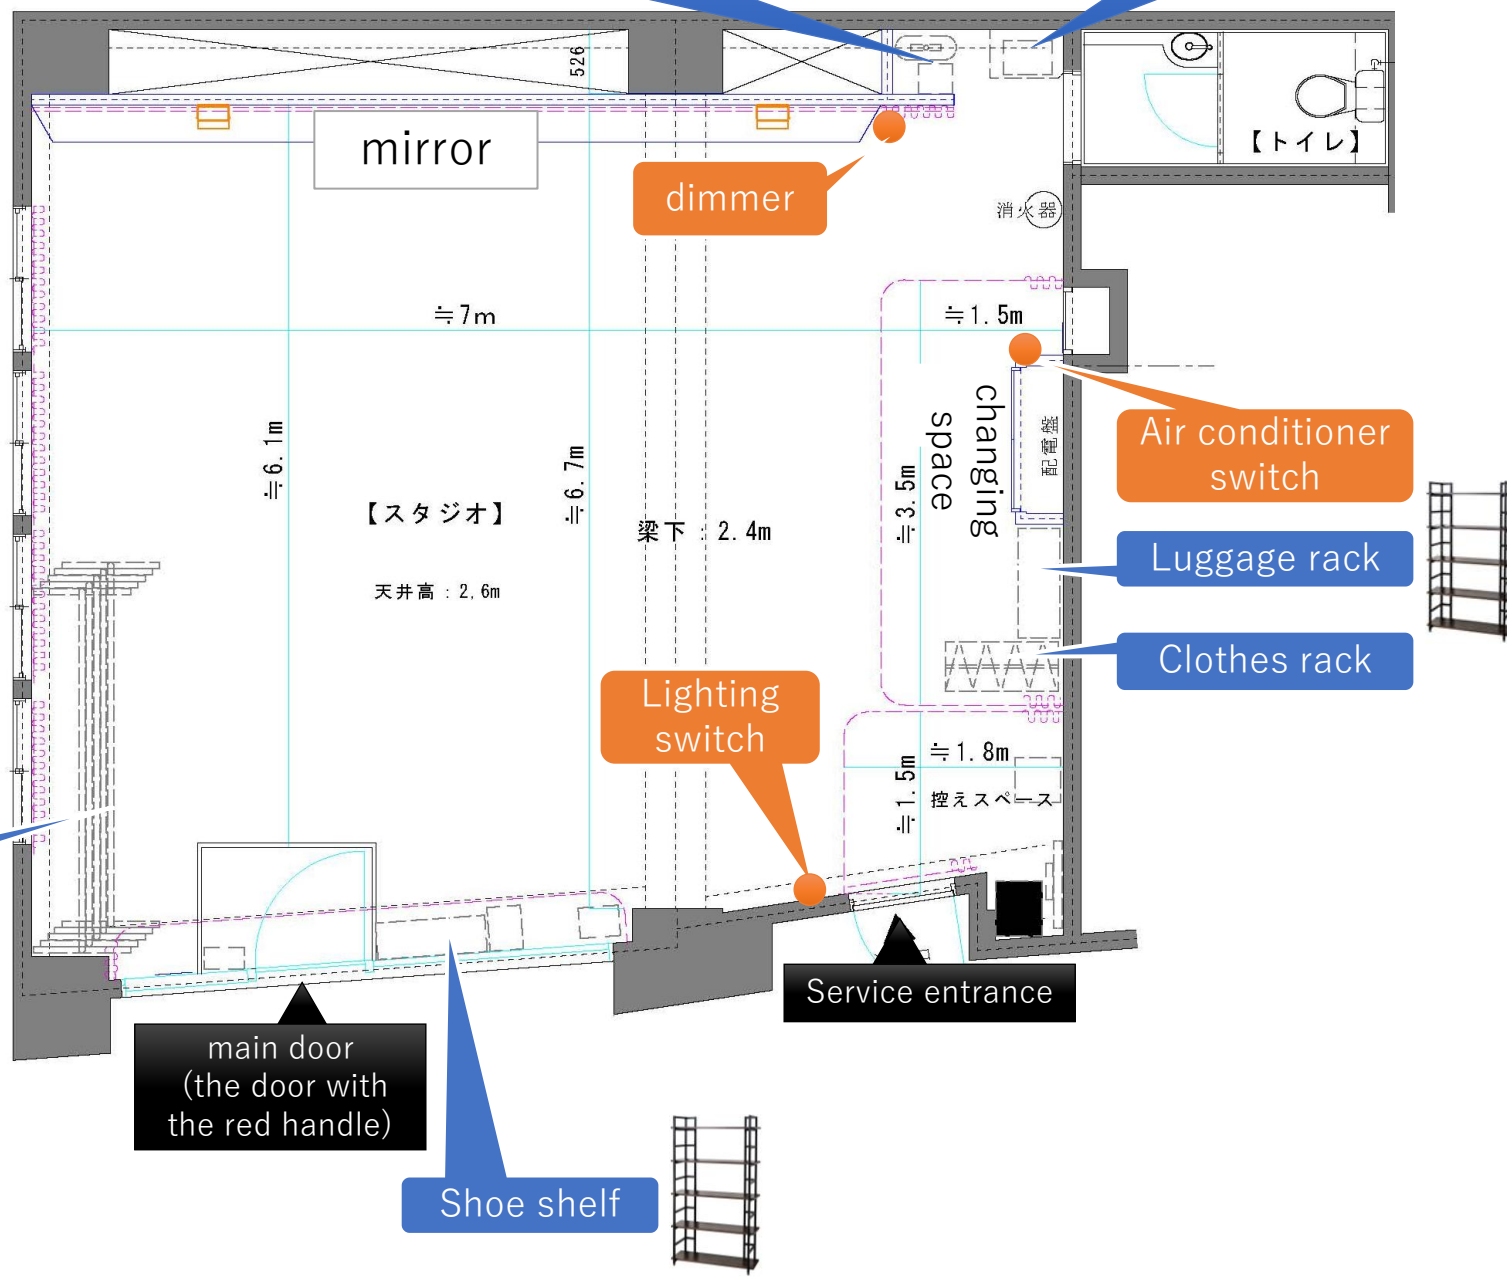 526
mirror
【トイレ】
dimmer
消火器
≒7m
≒1.5m
changing
space
配電盤
Air conditioner
switch
≒6.1m
≒6.7m
≒3.5m
【スタジオ】
梁下：2.4m
天井高：2,6m
Luggage rack
Clothes rack
Lighting
switch
≒1.8m
≒1.5m
控えスペース
Service entrance
main door
(the door with
the red handle)
Shoe shelf